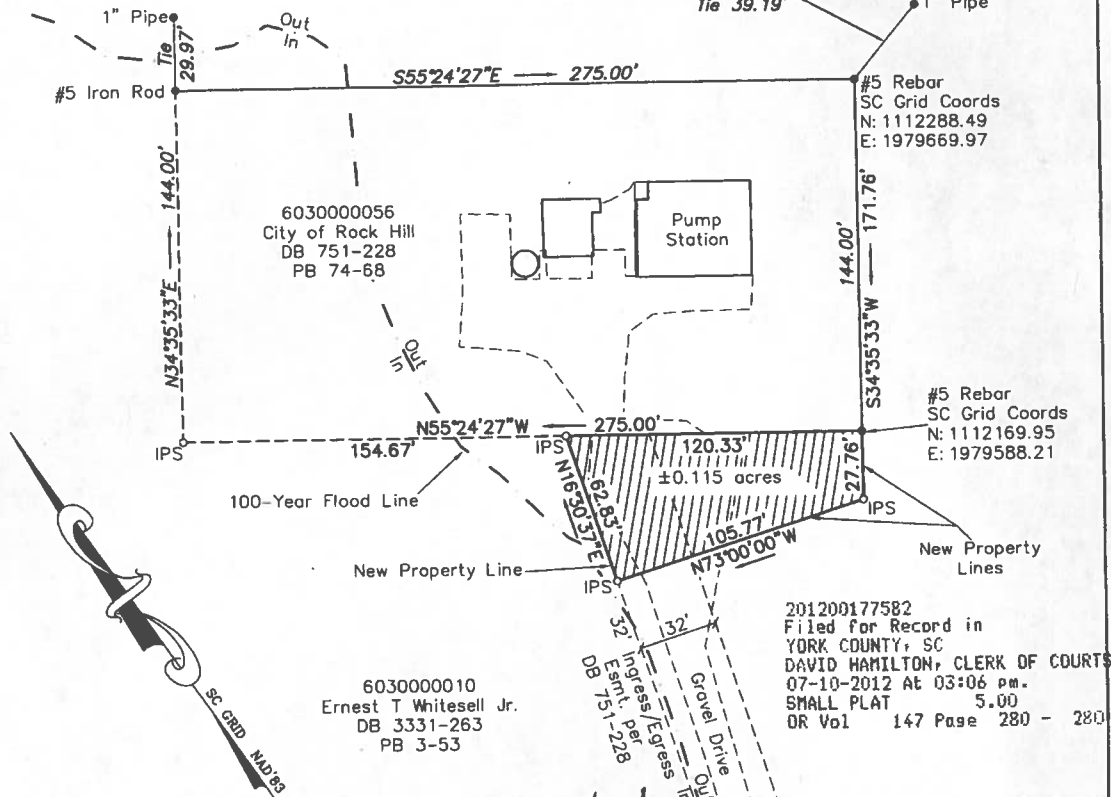 Tie 39.19'
1" Pipe
1" Pipe
Out
In
Tie
29.97'
#5 Iron Rod
S55°24'27"E 275.00'
#5 Rebar
SC Grid Coords
N: 1112288.49
E: 1979669.97
N34°35'33"E 144.00'
6030000056
City of Rock Hill
DB 751-228
PB 74-68
Pump
Station
144.00'
S34°35'33"W 171.76'
Out
In
#5 Rebar
SC Grid Coords
N: 1112169.95
E: 1979588.21
N55°24'27"W 275.00'
IPS
154.67'
IPS
120.33'
±0.115 acres
27.76'
IPS
100-Year Flood Line
N16°30'37"E
62.83'
105.77'
N73°00'00"W
New Property Line
IPS
New Property
Lines
32'
32' Ingress/Egress
Esmt. per
DB 751-228
Gravel Drive
Out
In
6030000010
Ernest T Whitesell Jr.
DB 3331-263
PB 3-53
SC GRID NAD'83
201200177582
Filed for Record in
YORK COUNTY, SC
DAVID HAMILTON, CLERK OF COURTS
07-10-2012 At 03:06 pm.
SMALL PLAT 5.00
OR Vol 147 Page 280 - 280